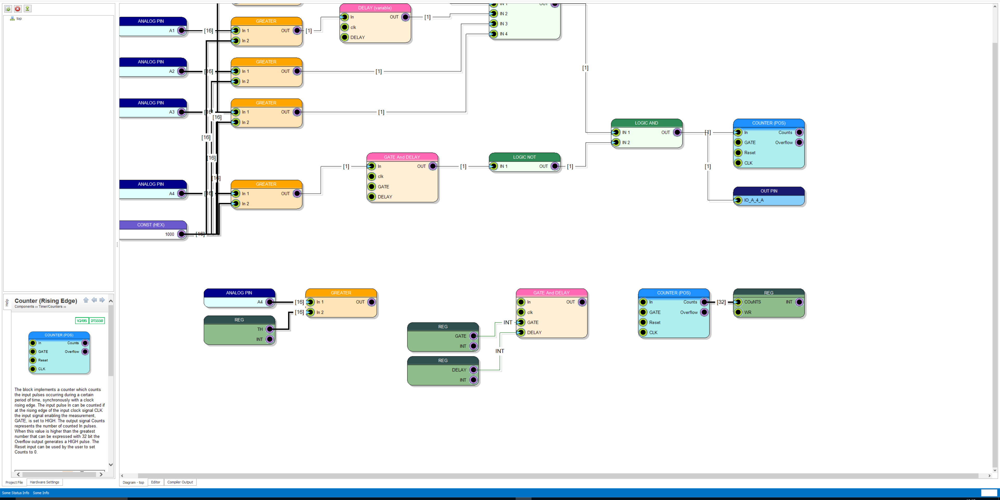 top
DELAY (variable)
In
OUT
clk
DELAY
[1]
IN 1
OUT
IN 2
IN 3
IN 4
ANALOG PIN
A1
[16]
GREATER
In 1
OUT
In 2
[1]
ANALOG PIN
A2
[16]
GREATER
In 1
OUT
In 2
[1]
[1]
ANALOG PIN
A3
[16]
[16]
GREATER
In 1
OUT
In 2
[1]
[16]
[16]
[16]
LOGIC AND
IN 1
OUT
IN 2
[1]
[1]
COUNTER (POS)
In
Counts
GATE
Overflow
Reset
CLK
GATE And DELAY
In
OUT
clk
GATE
DELAY
[1]
[1]
LOGIC NOT
IN 1
OUT
[1]
ANALOG PIN
A4
[16]
GREATER
In 1
OUT
In 2
OUT PIN
IO_A_4_A
CONST (HEX)
1000
[16]
ANALOG PIN
A4
[16]
[16]
GREATER
In 1
OUT
In 2
REG
TH
INT
REG
GATE
INT
REG
DELAY
INT
INT
INT
GATE And DELAY
In
OUT
clk
GATE
DELAY
COUNTER (POS)
In
Counts
GATE
Overflow
Reset
CLK
[32]
REG
COuNTS
INT
WR
Help
Counter (Rising Edge)
Components ›› Timer/Counters ››
V2495
DT5550
COUNTER (POS)
In
Counts
GATE
Overflow
Reset
CLK
The block implements a counter which counts
the input pulses occurring during a certain
period of time, synchronously with a clock
rising edge. The input pulse In can be counted if
at the rising edge of the input clock signal CLK
the input signal enabling the measurement,
GATE, is set to HIGH. The output signal Counts
represents the number of counted In pulses.
When this value is higher than the greatest
number that can be expressed with 32 bit the
Overflow output generates a HIGH pulse. The
Reset input can be used by the user to set
Counts to 0.
Project File
Hardware Settings
Diagram - top
Editor
Compiler Output
Some Status Info
Some Info